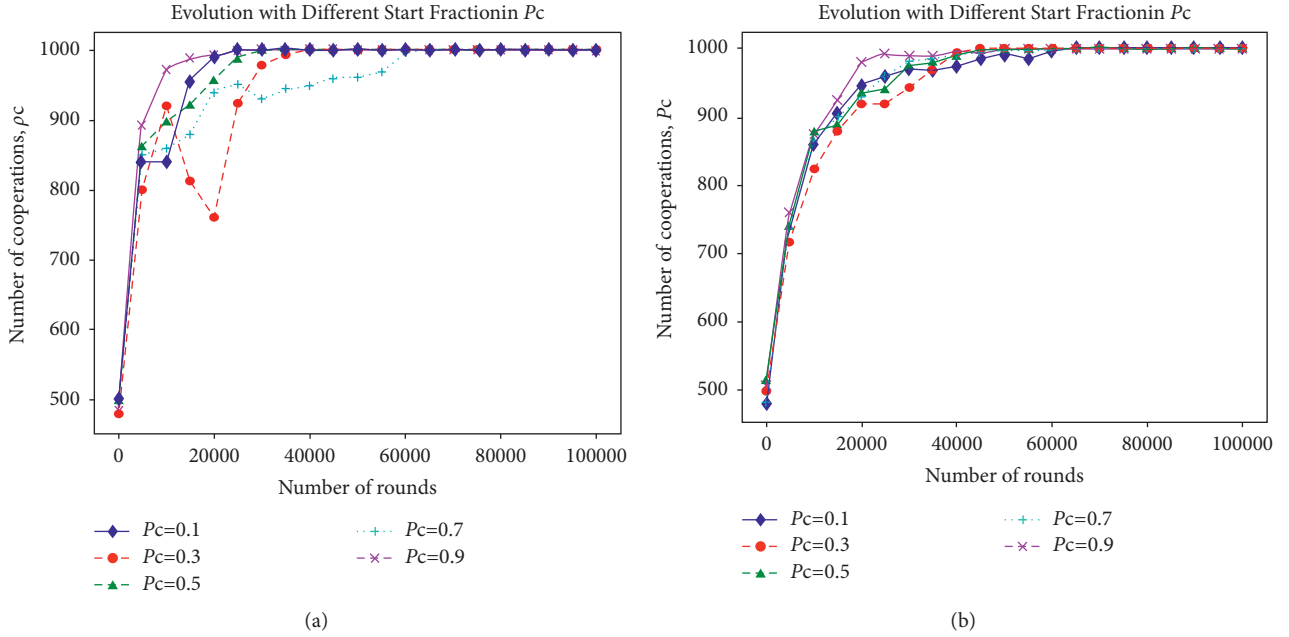 Evolution with Different Start Fractionin Pc
1000
900
800
700
600
500
Number of cooperations, ρc
0 20000 40000 60000 80000 100000
Number of rounds
Pc=0.1
Pc=0.3
Pc=0.5
Pc=0.7
Pc=0.9
(a)
Evolution with Different Start Fractionin Pc
1000
900
800
700
600
500
Number of cooperations, Pc
0 20000 40000 60000 80000 100000
Number of rounds
Pc=0.1
Pc=0.3
Pc=0.5
Pc=0.7
Pc=0.9
(b)